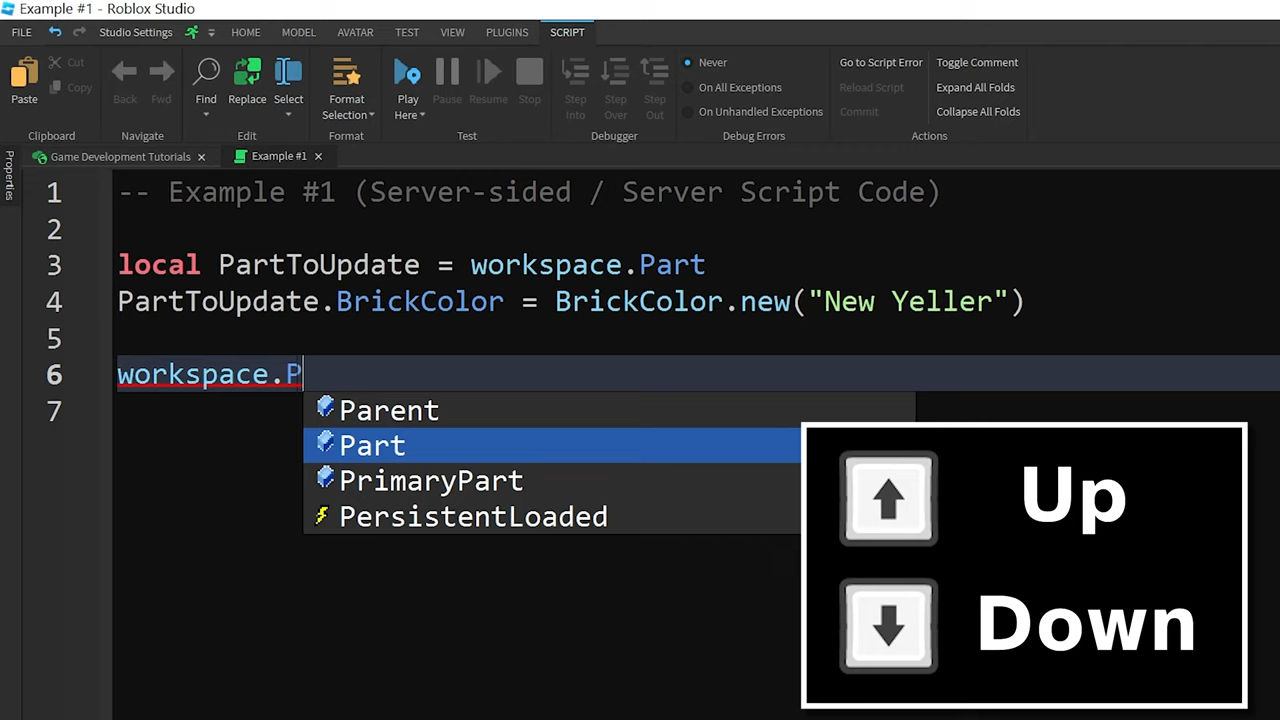 Example #1 - Roblox Studio
FILE Studio Settings HOME MODEL AVATAR TEST VIEW PLUGINS SCRIPT
Paste Cut Copy
Back Fwd
Find Replace Select
Format Selection
Play Here Pause Resume Stop
Step Into Step Over Step Out
Never
On All Exceptions
On Unhandled Exceptions
Go to Script Error Toggle Comment
Reload Script Expand All Folds
Commit Collapse All Folds
Clipboard Navigate Edit Format Test Debugger Debug Errors Actions
Properties
Game Development Tutorials × Example #1 ×
1 -- Example #1 (Server-sided / Server Script Code)
2
3 local PartToUpdate = workspace.Part
4 PartToUpdate.BrickColor = BrickColor.new("New Yeller")
5
6 workspace.P
7
Parent
Part
PrimaryPart
PersistentLoaded
Up
Down